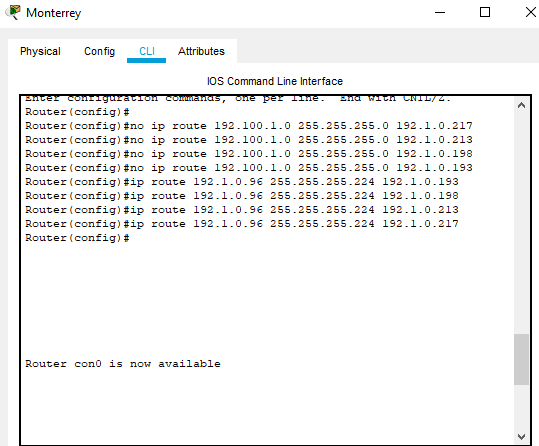 Monterrey
Physical Config CLI Attributes
IOS Command Line Interface
Enter configuration commands, one per line. End with CNTL/Z.
Router(config)#
Router(config)#no ip route 192.100.1.0 255.255.255.0 192.1.0.217
Router(config)#no ip route 192.100.1.0 255.255.255.0 192.1.0.213
Router(config)#no ip route 192.100.1.0 255.255.255.0 192.1.0.198
Router(config)#no ip route 192.100.1.0 255.255.255.0 192.1.0.193
Router(config)#ip route 192.1.0.96 255.255.255.224 192.1.0.193
Router(config)#ip route 192.1.0.96 255.255.255.224 192.1.0.198
Router(config)#ip route 192.1.0.96 255.255.255.224 192.1.0.213
Router(config)#ip route 192.1.0.96 255.255.255.224 192.1.0.217
Router(config)#
Router con0 is now available